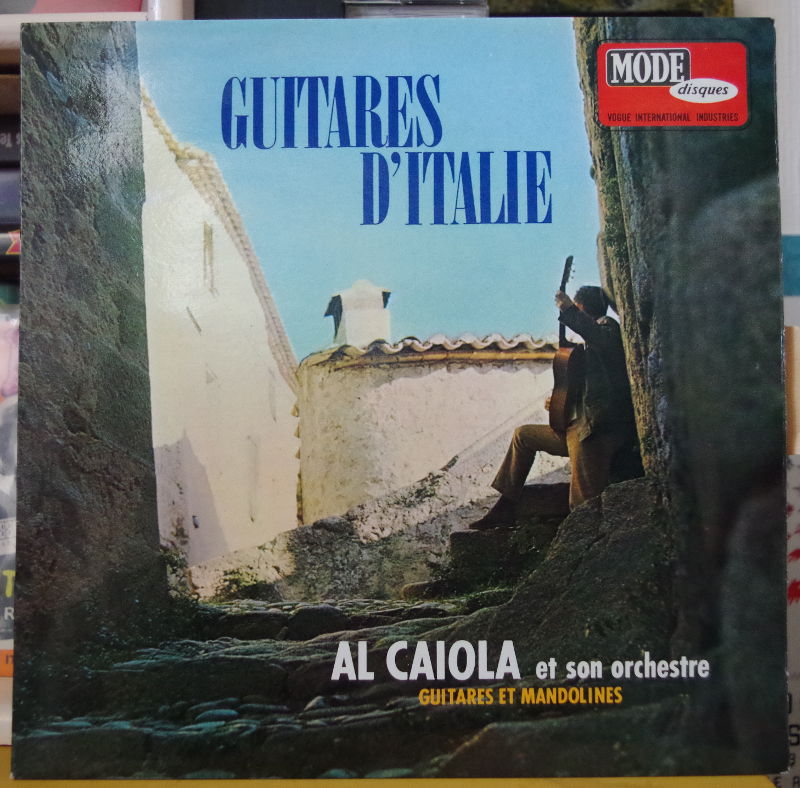 GUITARES
D'ITALIE
MODE
disques
VOGUE INTERNATIONAL INDUSTRIES
AL CAIOLA et son orchestre
GUITARES ET MANDOLINES